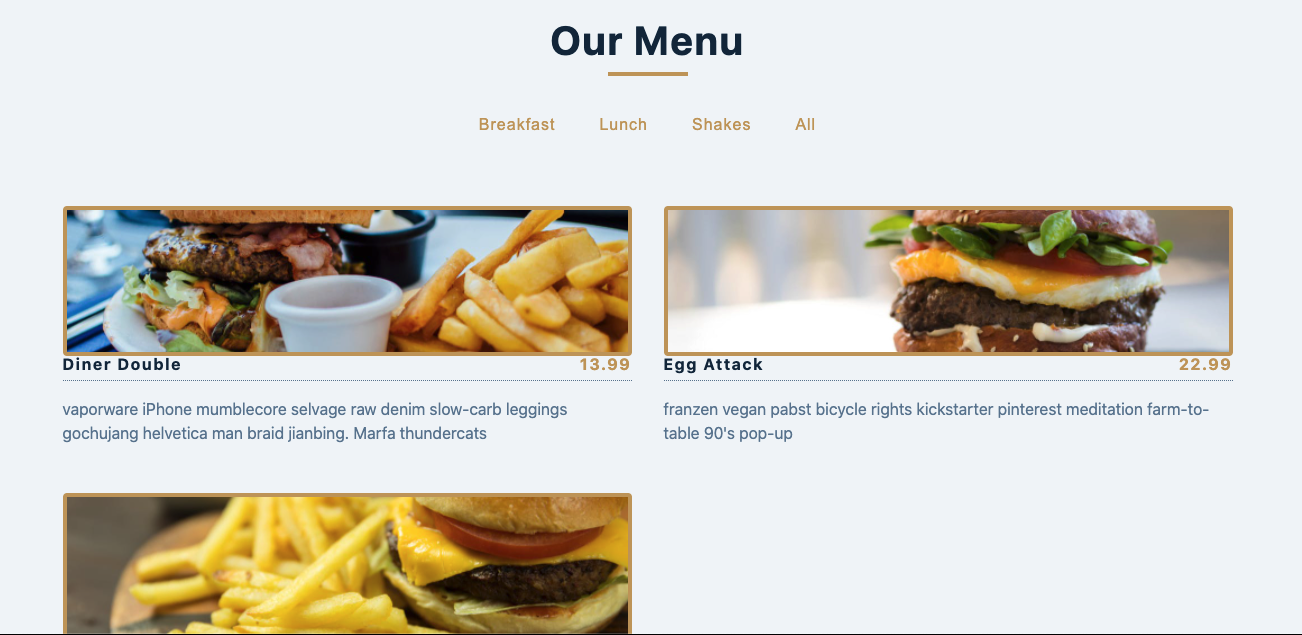 Our Menu
Breakfast Lunch Shakes All
Diner Double 13.99
vaporware iPhone mumblecore selvage raw denim slow-carb leggings
gochujang helvetica man braid jianbing. Marfa thundercats
Egg Attack 22.99
franzen vegan pabst bicycle rights kickstarter pinterest meditation farm-to-
table 90's pop-up